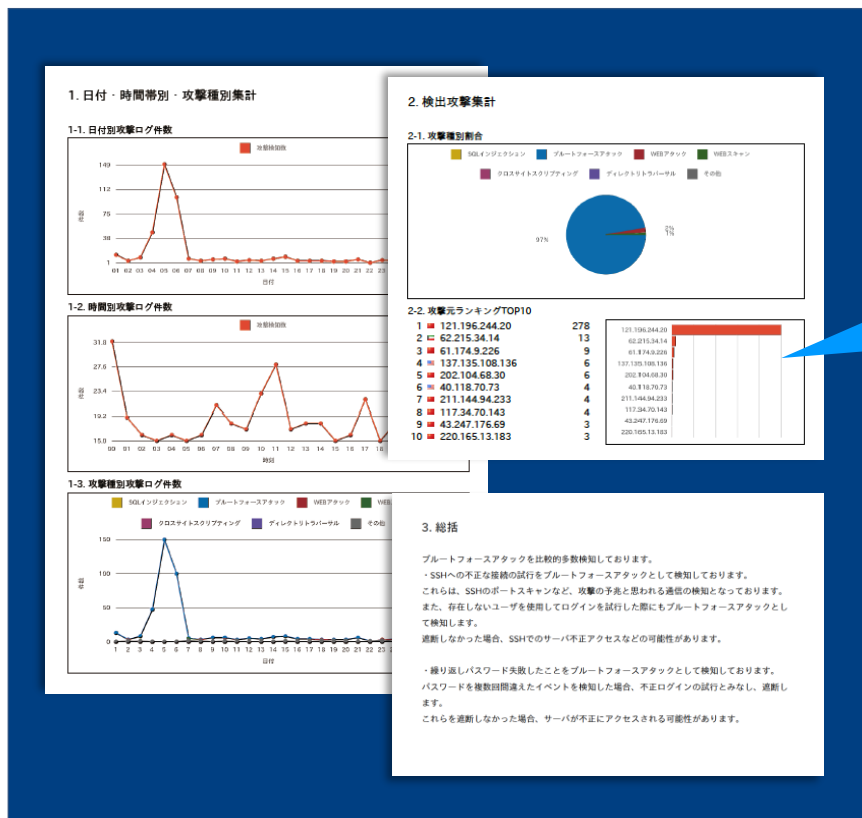 1. 日付・時間帯別・攻撃種別集計
1-1. 日付別攻撃ログ件数
攻撃検知数
149
112
75
38
1
件数
01 02 03 04 05 06 07 08 09 10 11 12 13 14 15 16 17 18 19 20 21 22 23
日付
1-2. 時間別攻撃ログ件数
攻撃検知数
31.8
27.6
23.4
19.2
15.0
件数
00 01 02 03 04 05 06 07 08 09 10 11 12 13 14 15 16 17 18
時刻
1-3. 攻撃種別攻撃ログ件数
SQLインジェクション ブルートフォースアタック WEBアタック WEB
クロスサイトスクリプティング ディレクトリトラバーサル その他
150
100
50
0
件数
1 2 3 4 5 6 7 8 9 10 11 12 13 14 15 16 17 18 19 20 21 22 23
日付
2. 検出攻撃集計
2-1. 攻撃種別割合
SQLインジェクション ブルートフォースアタック WEBアタック WEBスキャン
クロスサイトスクリプティング ディレクトリトラバーサル その他
97%
2%
1%
2-2. 攻撃元ランキングTOP10
1 121.196.244.20 278
2 62.215.34.14 13
3 61.174.9.226 9
4 137.135.108.136 6
5 202.104.68.30 6
6 40.118.70.73 4
7 211.144.94.233 4
8 117.34.70.143 4
9 43.247.176.69 3
10 220.165.13.183 3
121.196.244.20
62.215.34.14
61.174.9.226
137.135.108.136
202.104.68.30
40.118.70.73
211.144.94.233
117.34.70.143
43.247.176.69
220.165.13.183
3. 総括
ブルートフォースアタックを比較的多数検知しております。
・SSHへの不正な接続の試行をブルートフォースアタックとして検知しております。
これらは、SSHのポートスキャンなど、攻撃の予兆と思われる通信の検知となっております。
また、存在しないユーザを使用してログインを試行した際にもブルートフォースアタックとし
て検知します。
遮断しなかった場合、SSHでのサーバ不正アクセスなどの可能性があります。
・繰り返しパスワード失敗したことをブルートフォースアタックとして検知しております。
パスワードを複数回間違えたイベントを検知した場合、不正ログインの試行とみなし、遮断し
ます。
これらを遮断しなかった場合、サーバが不正にアクセスされる可能性があります。